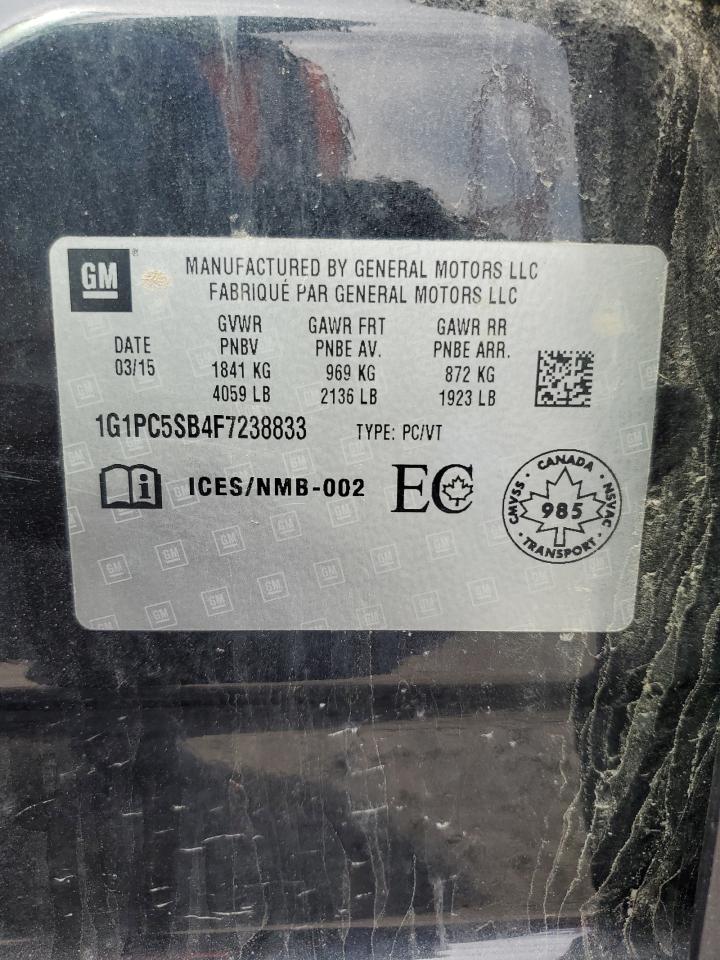 GM
MANUFACTURED BY GENERAL MOTORS LLC
FABRIQUÉ PAR GENERAL MOTORS LLC
GVWR GAWR FRT GAWR RR
DATE PNBV PNBE AV. PNBE ARR.
03/15 1841 KG 969 KG 872 KG
4059 LB 2136 LB 1923 LB
1G1PC5SB4F7238833 TYPE: PC/VT
i ICES/NMB-002 EC
CANADA
CMVSS 985 NSVAC
TRANSPORT